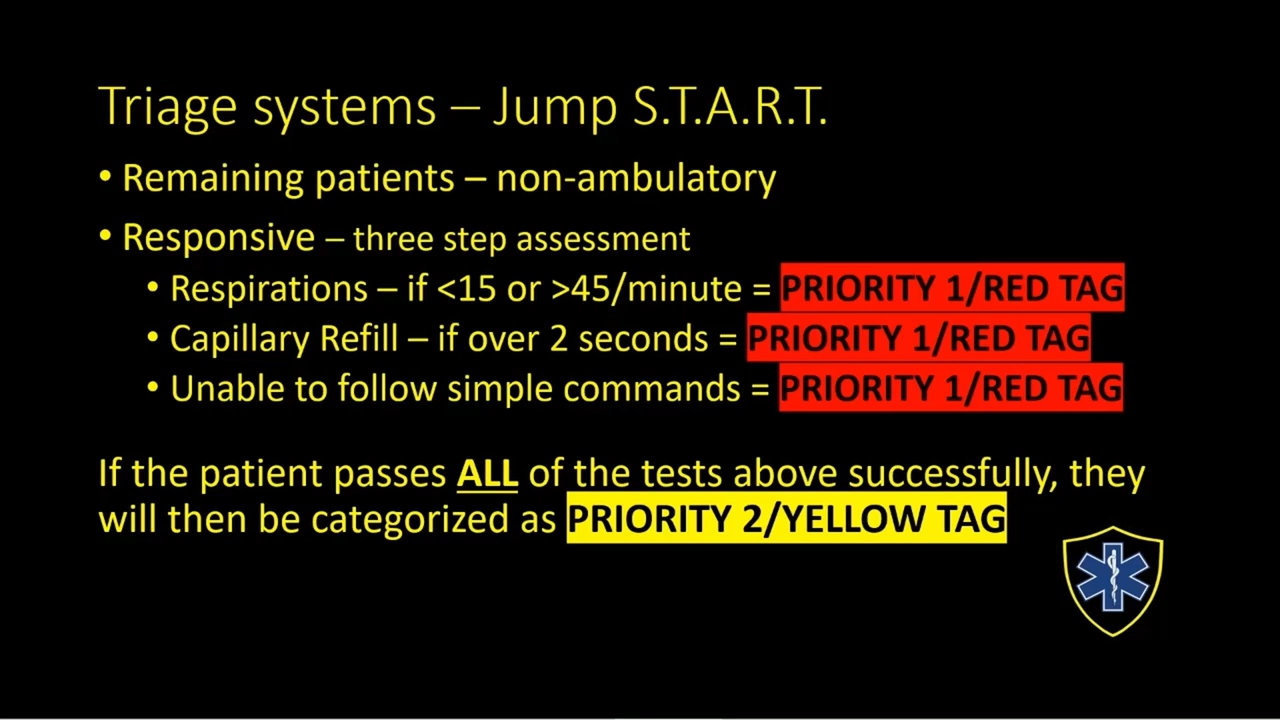 Triage systems – Jump S.T.A.R.T.
• Remaining patients – non-ambulatory
• Responsive – three step assessment
• Respirations – if <15 or >45/minute = PRIORITY 1/RED TAG
• Capillary Refill – if over 2 seconds = PRIORITY 1/RED TAG
• Unable to follow simple commands = PRIORITY 1/RED TAG
If the patient passes ALL of the tests above successfully, they
will then be categorized as PRIORITY 2/YELLOW TAG